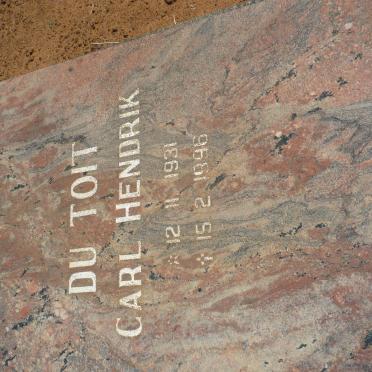 DU TOIT
CARL HENDRIK
* 12 11 1931
✝ 15 2 1996